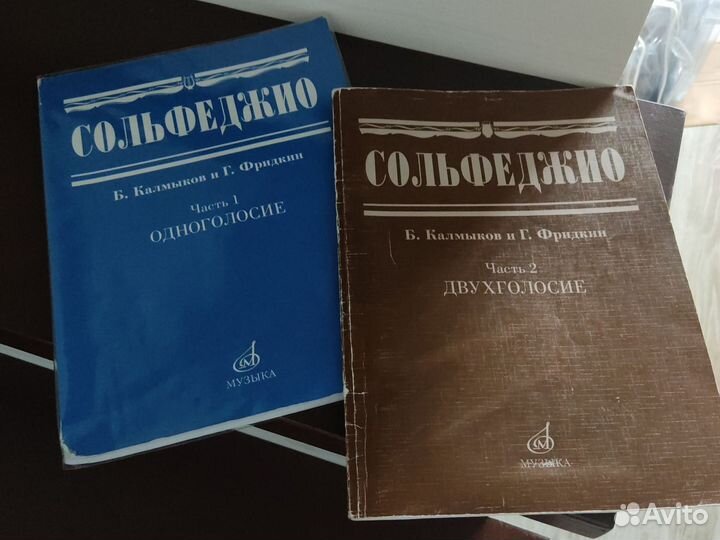 СОЛЬФЕДЖИО
Б. Калмыков и Г. Фридкин
Часть 1
ОДНОГОЛОСИЕ
МУЗЫКА
СОЛЬФЕДЖИО
Б. Калмыков и Г. Фридкин
Часть 2
ДВУХГОЛОСИЕ
МУЗЫКА
Avito